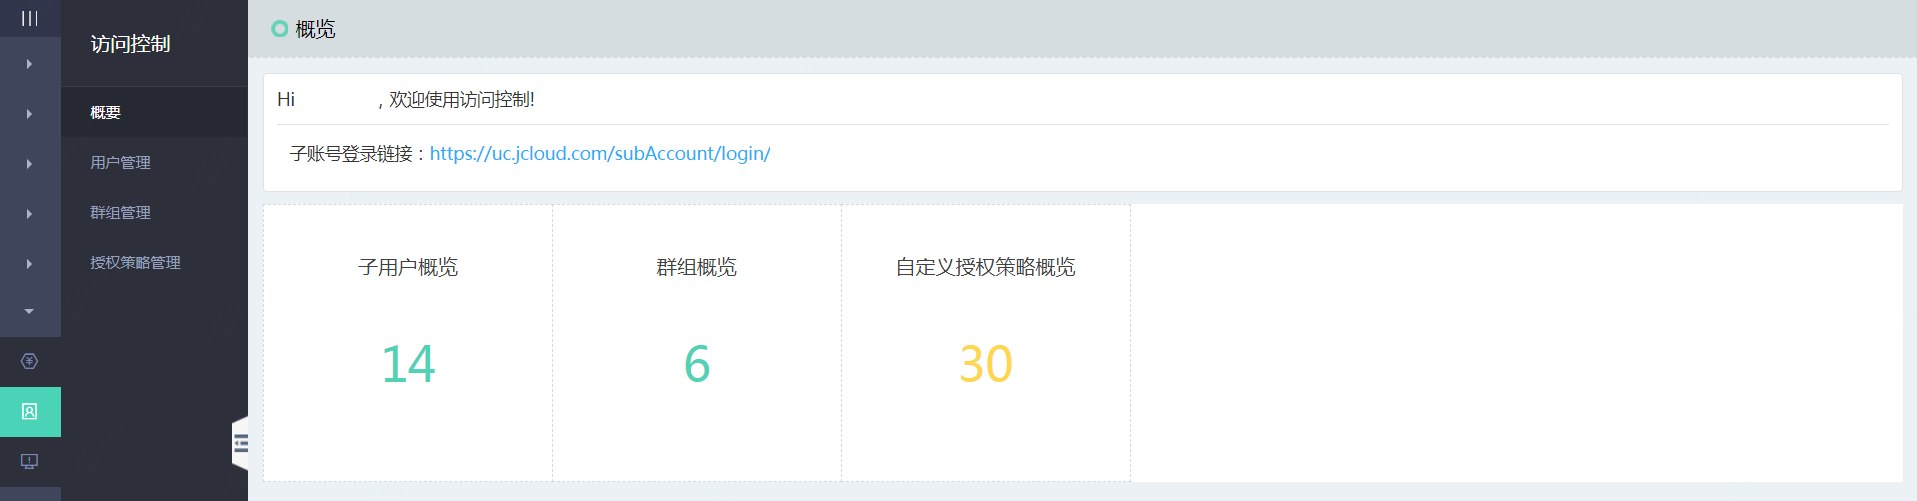 访问控制
概要
用户管理
群组管理
授权策略管理
概览
Hi ，欢迎使用访问控制!
子账号登录链接：https://uc.jcloud.com/subAccount/login/
子用户概览
群组概览
自定义授权策略概览
14
6
30